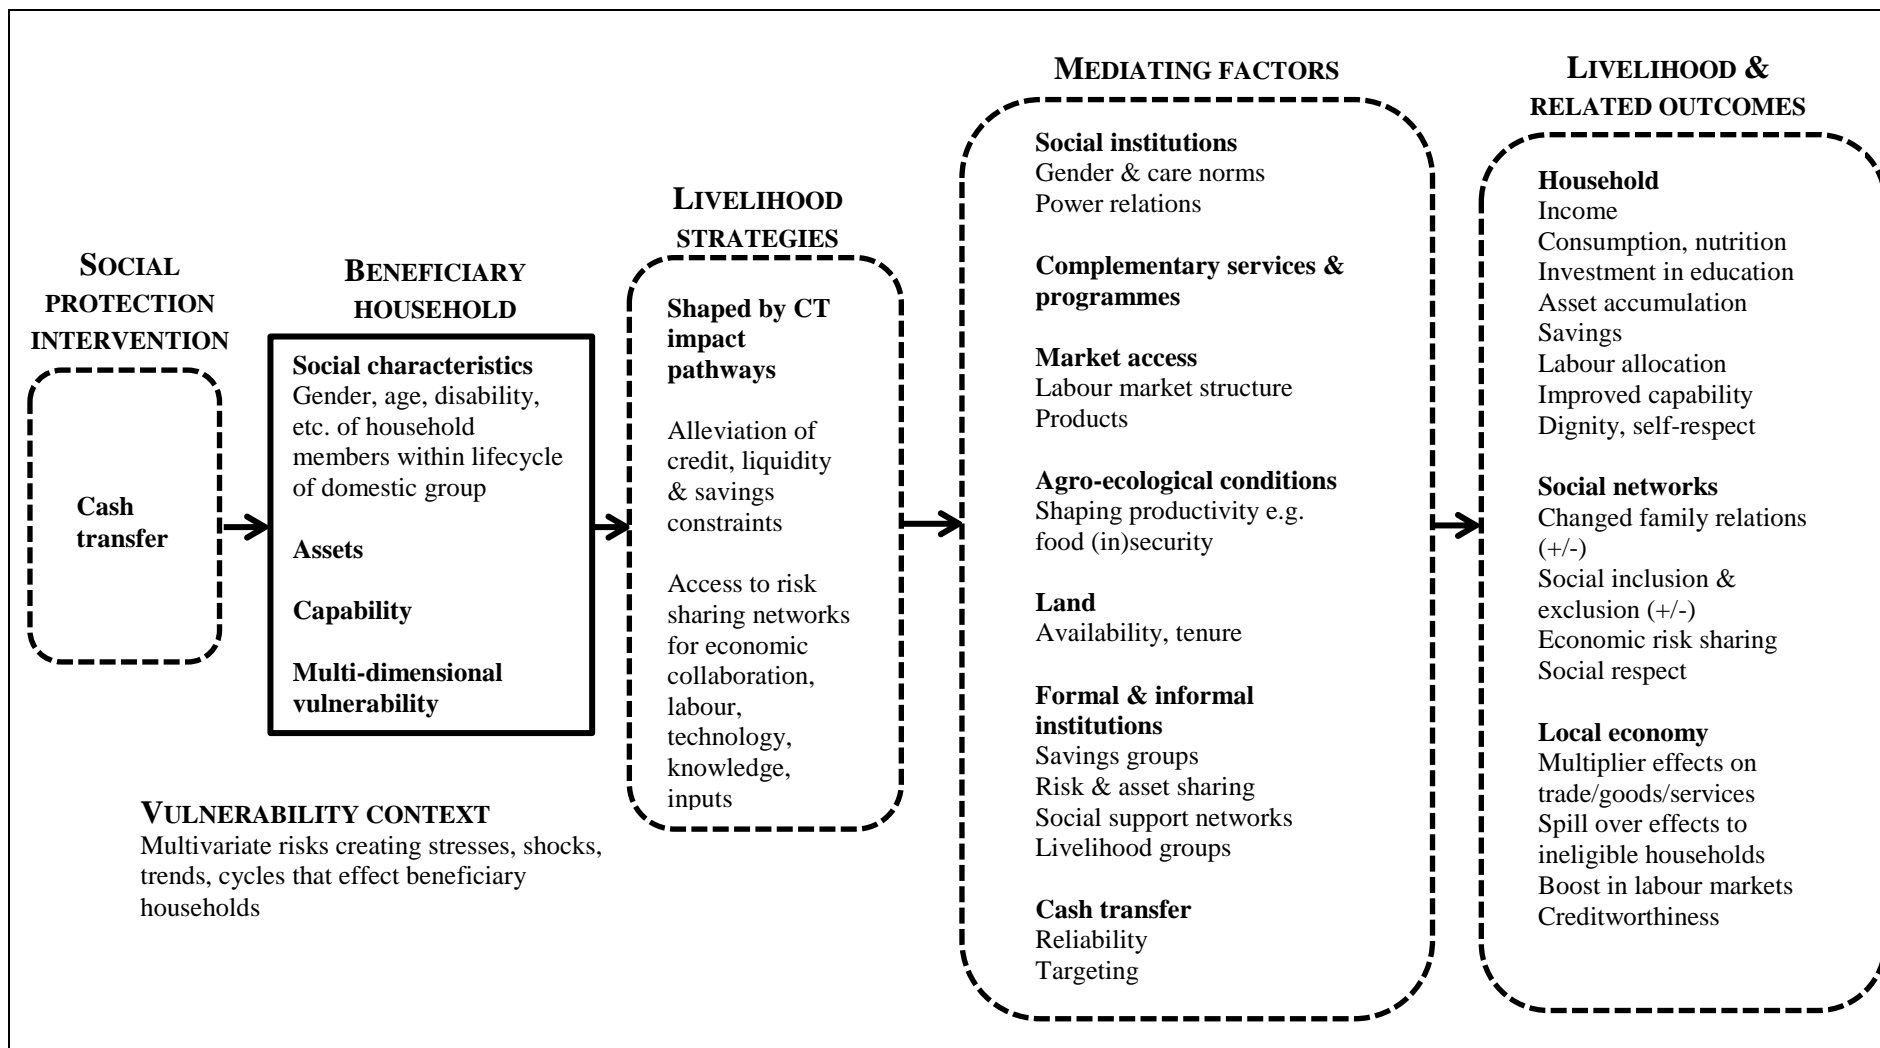 SOCIAL
PROTECTION
INTERVENTION
Cash
transfer
BENEFICIARY
HOUSEHOLD
Social characteristics
Gender, age, disability,
etc. of household
members within lifecycle
of domestic group
Assets
Capability
Multi-dimensional
vulnerability
VULNERABILITY CONTEXT
Multivariate risks creating stresses, shocks,
trends, cycles that effect beneficiary
households
LIVELIHOOD
STRATEGIES
Shaped by CT
impact
pathways
Alleviation of
credit, liquidity
& savings
constraints
Access to risk
sharing networks
for economic
collaboration,
labour,
technology,
knowledge,
inputs
MEDIATING FACTORS
Social institutions
Gender & care norms
Power relations
Complementary services &
programmes
Market access
Labour market structure
Products
Agro-ecological conditions
Shaping productivity e.g.
food (in)security
Land
Availability, tenure
Formal & informal
institutions
Savings groups
Risk & asset sharing
Social support networks
Livelihood groups
Cash transfer
Reliability
Targeting
LIVELIHOOD &
RELATED OUTCOMES
Household
Income
Consumption, nutrition
Investment in education
Asset accumulation
Savings
Labour allocation
Improved capability
Dignity, self-respect
Social networks
Changed family relations
(+/-)
Social inclusion &
exclusion (+/-)
Economic risk sharing
Social respect
Local economy
Multiplier effects on
trade/goods/services
Spill over effects to
ineligible households
Boost in labour markets
Creditworthiness